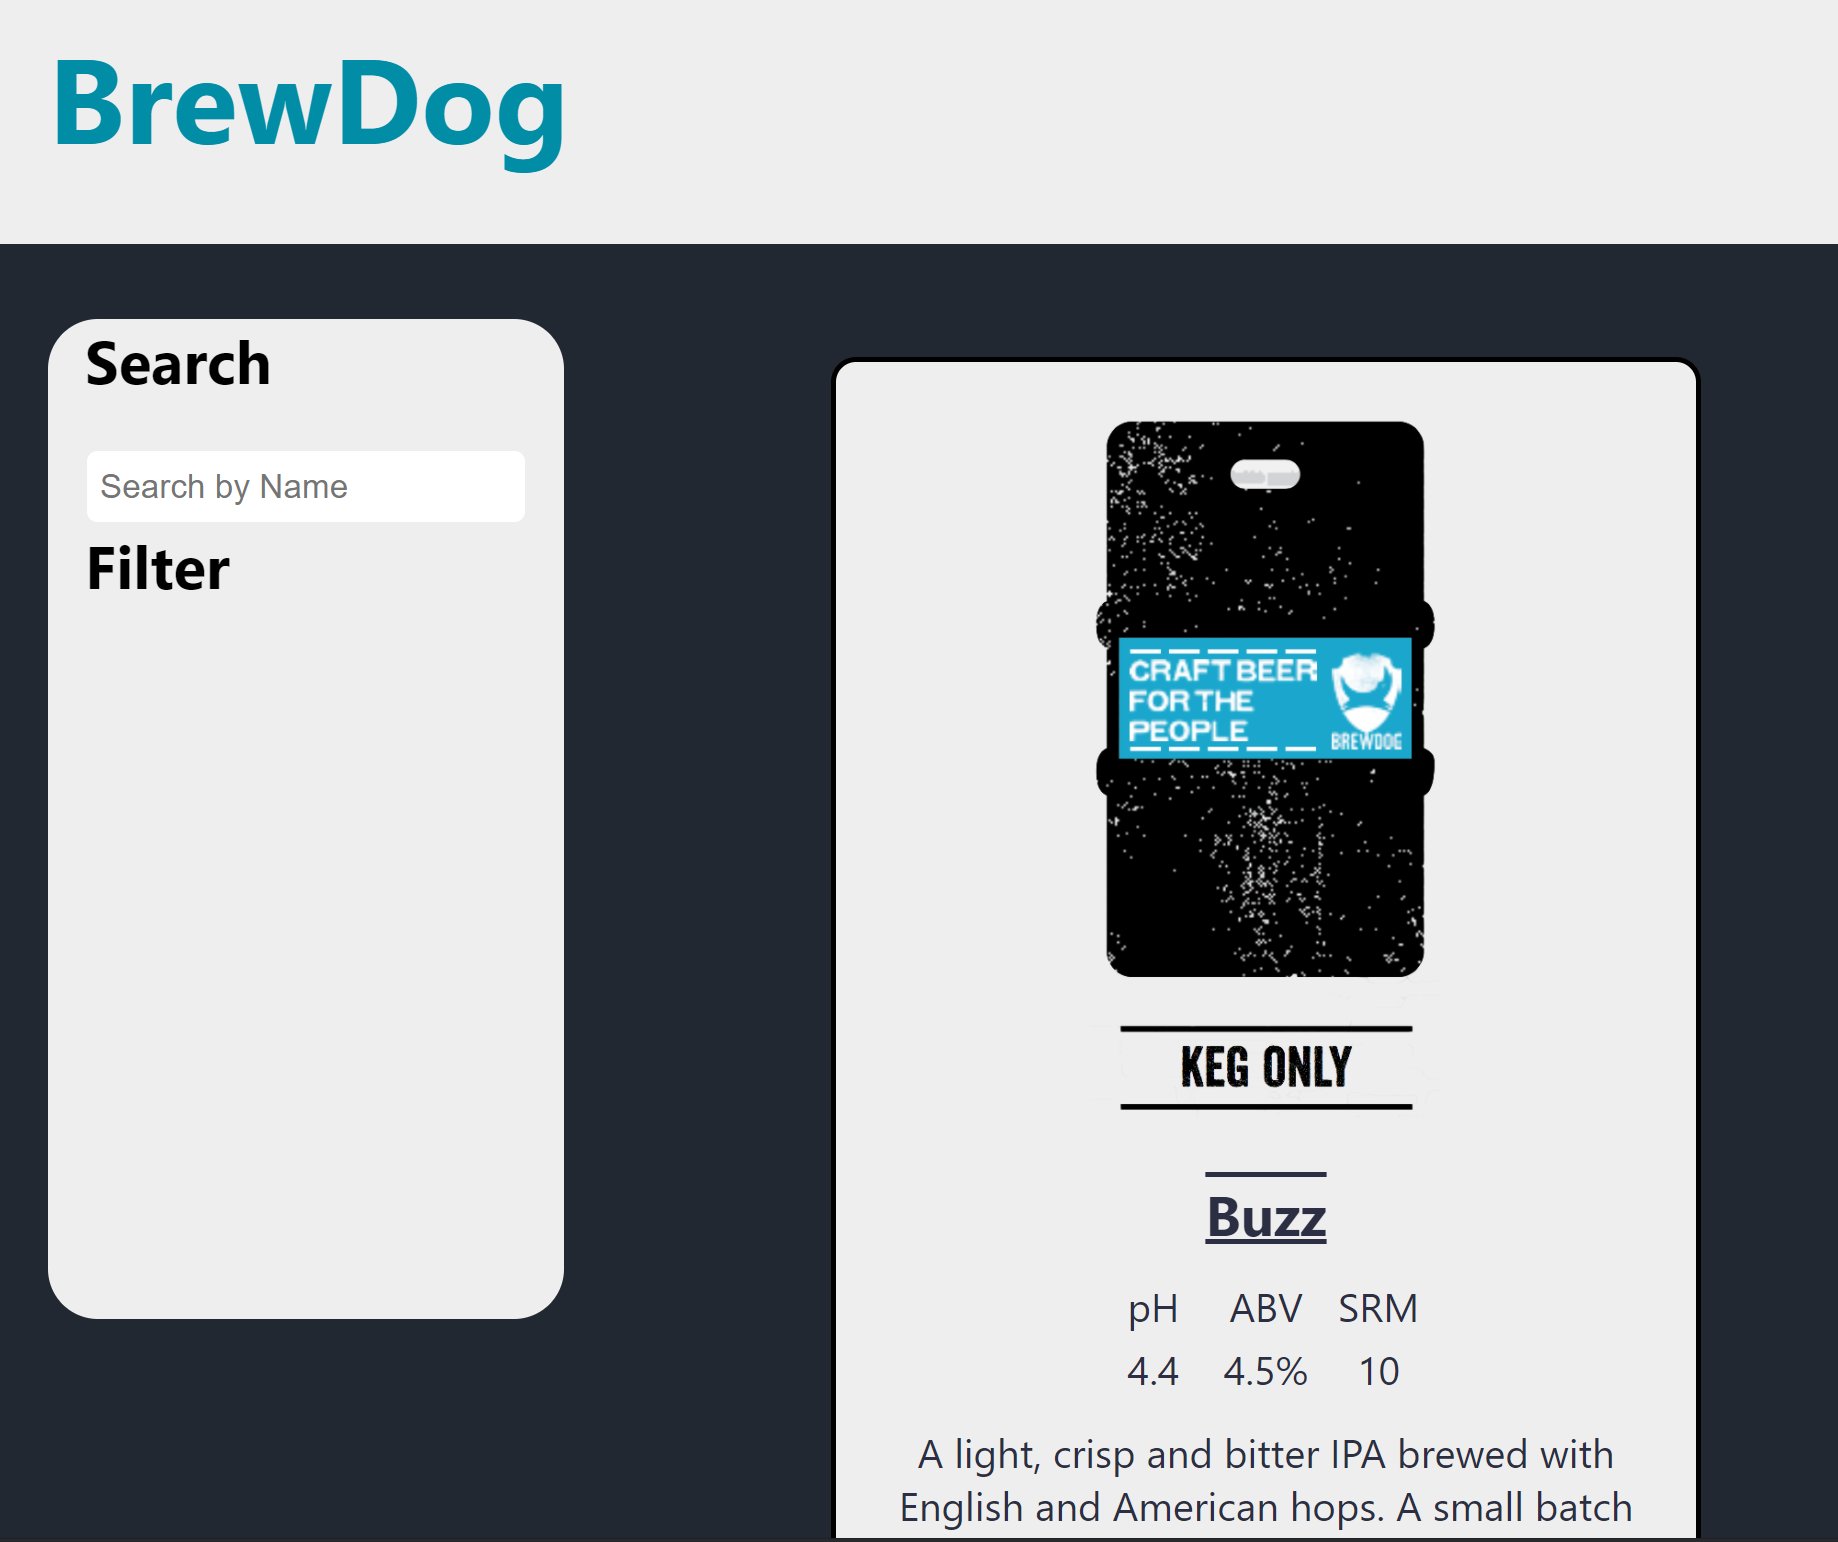 BrewDog
Search
Search by Name
Filter
CRAFT BEER
FOR THE
PEOPLE
BREWDOG
KEG ONLY
Buzz
pH ABV SRM
4.4 4.5% 10
A light, crisp and bitter IPA brewed with
English and American hops. A small batch